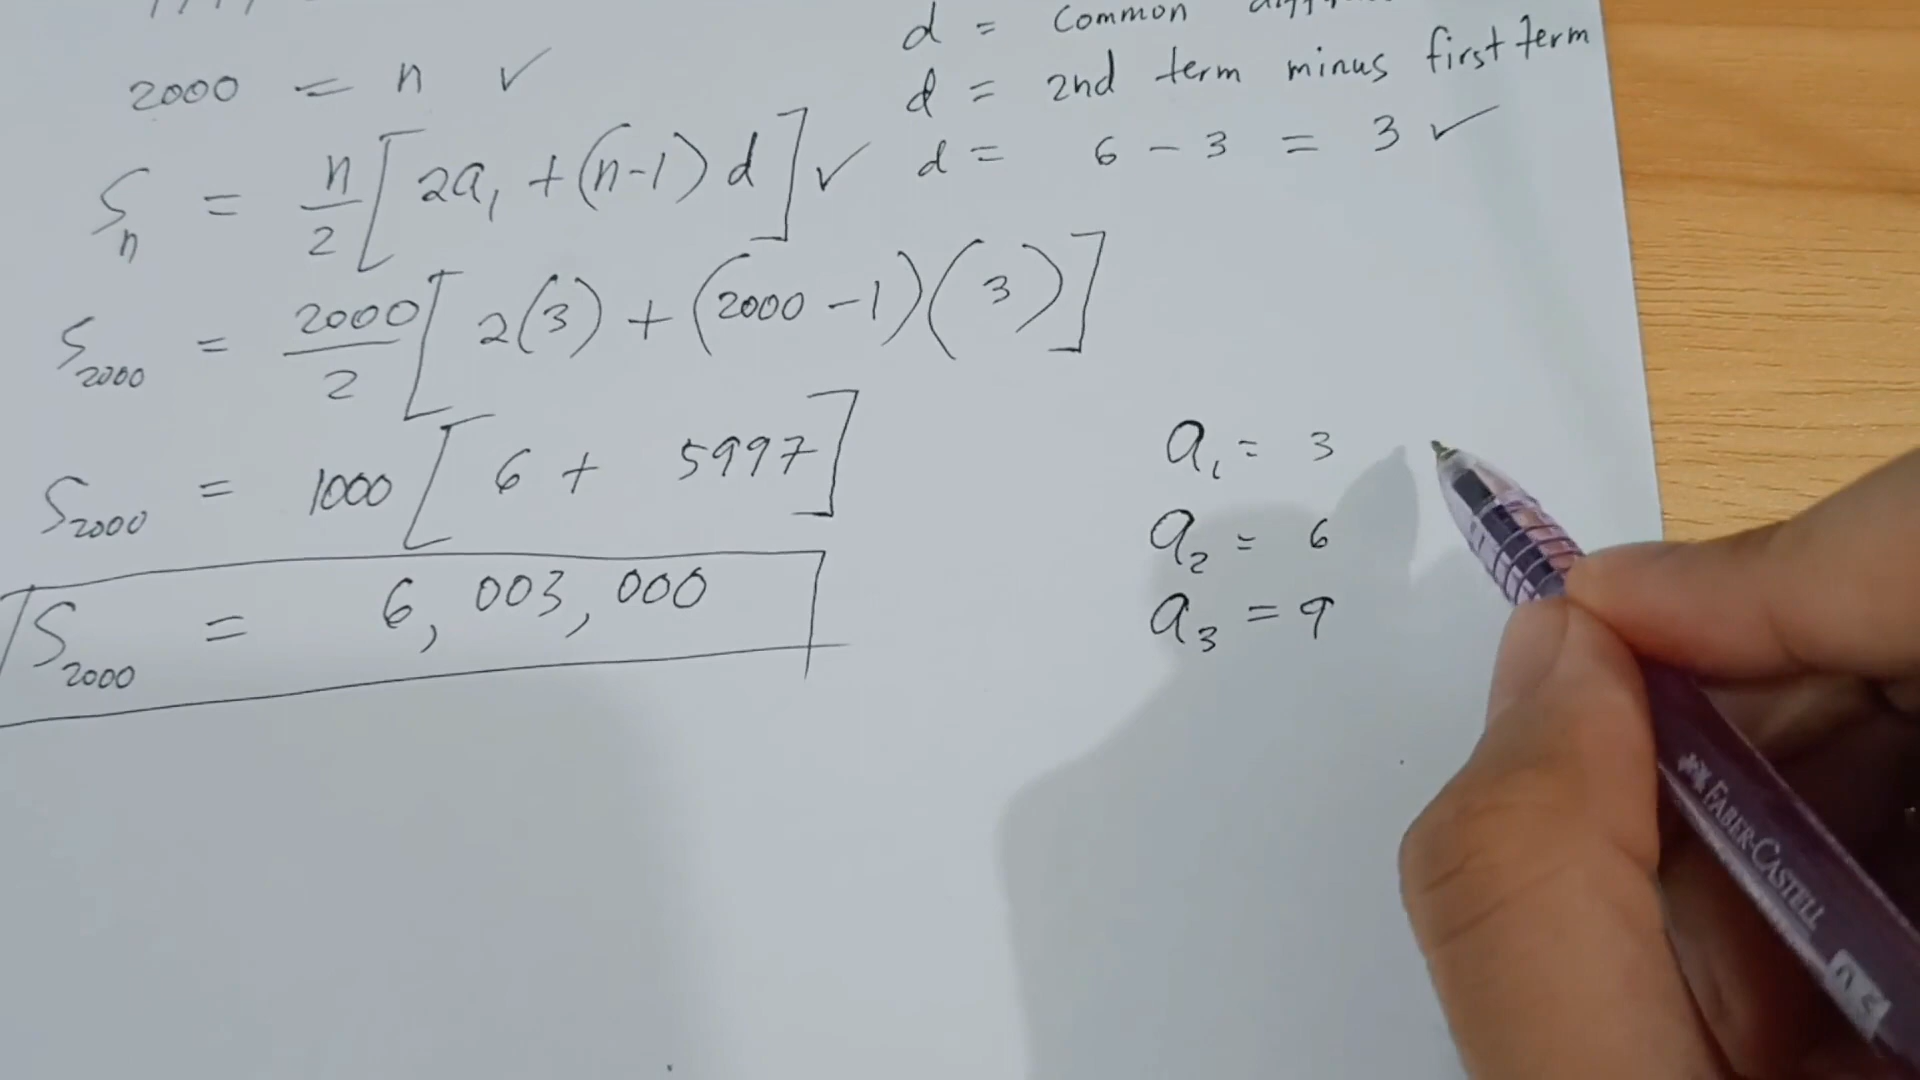 2000 = n ✓
Sn = n/2 [2a1 + (n-1) d] ✓
S2000 = 2000/2 [2(3) + (2000 - 1)(3)]
S2000 = 1000 [6 + 5997]
S2000 = 6,003,000
d = Common
d = 2nd term minus first term
d = 6 - 3 = 3 ✓
a1 = 3
a2 = 6
a3 = 9
FABER-CASTELL